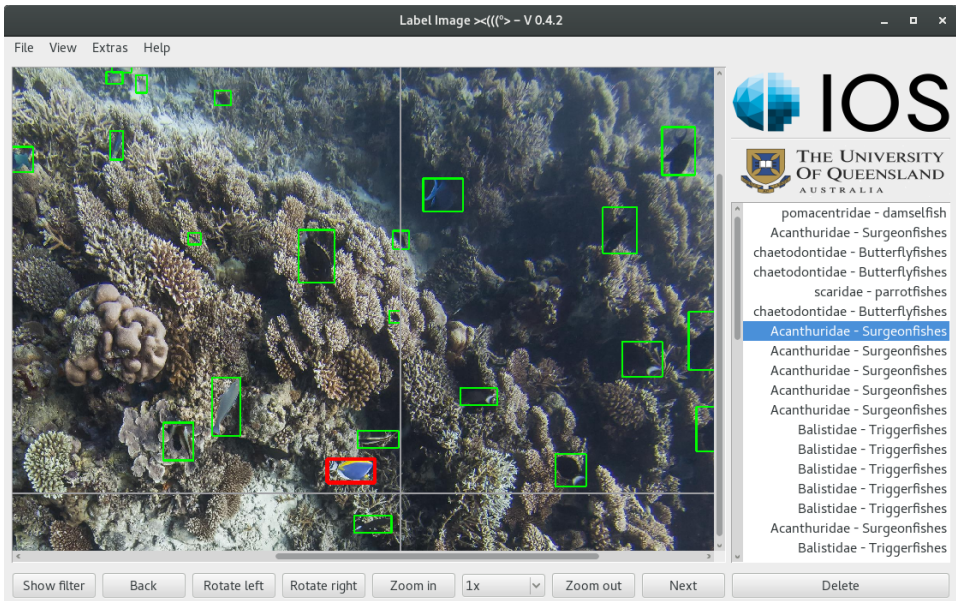 Label Image ><(((º> – V 0.4.2
File View Extras Help
IOS
THE UNIVERSITY
OF QUEENSLAND
AUSTRALIA
pomacentridae - damselfish
Acanthuridae - Surgeonfishes
chaetodontidae - Butterflyfishes
chaetodontidae - Butterflyfishes
scaridae - parrotfishes
chaetodontidae - Butterflyfishes
Acanthuridae - Surgeonfishes
Acanthuridae - Surgeonfishes
Acanthuridae - Surgeonfishes
Acanthuridae - Surgeonfishes
Acanthuridae - Surgeonfishes
Balistidae - Triggerfishes
Balistidae - Triggerfishes
Balistidae - Triggerfishes
Balistidae - Triggerfishes
Balistidae - Triggerfishes
Acanthuridae - Surgeonfishes
Balistidae - Triggerfishes
Show filter Back Rotate left Rotate right Zoom in 1x Zoom out Next Delete